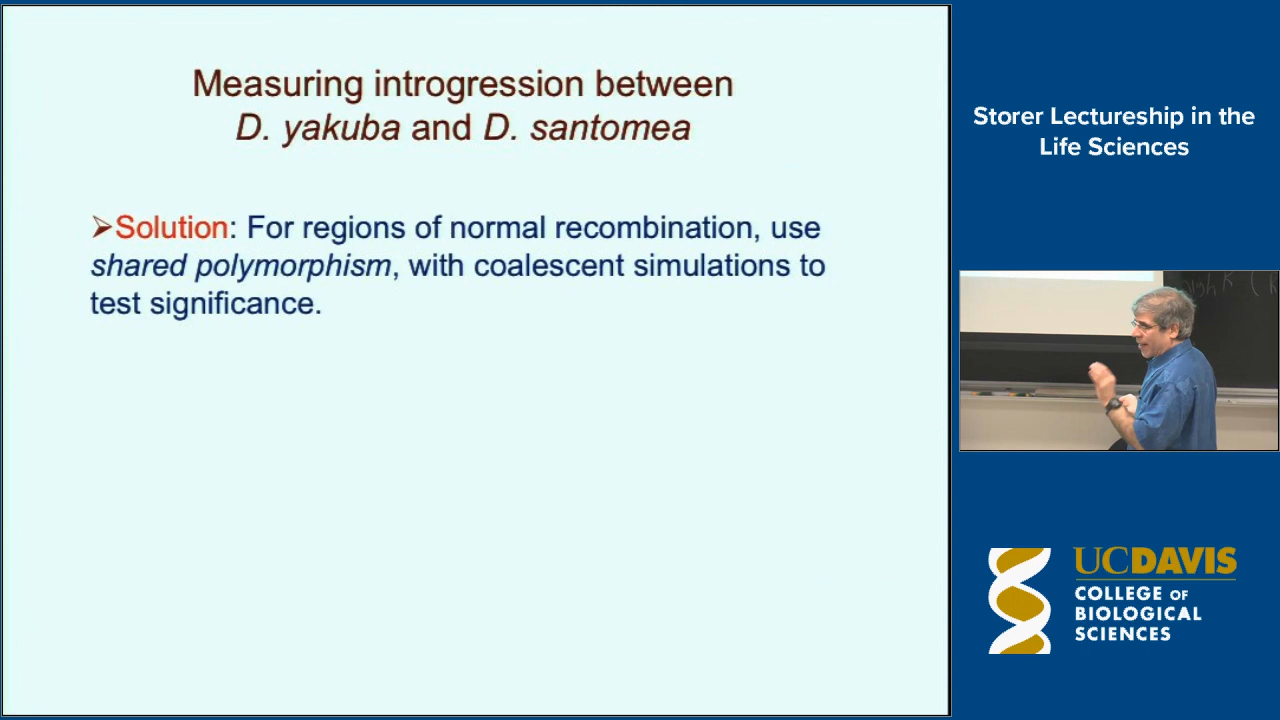 Measuring introgression between
D. yakuba and D. santomea
➢Solution: For regions of normal recombination, use
shared polymorphism, with coalescent simulations to
test significance.
Storer Lectureship in the
Life Sciences
UCDAVIS
COLLEGE OF
BIOLOGICAL
SCIENCES